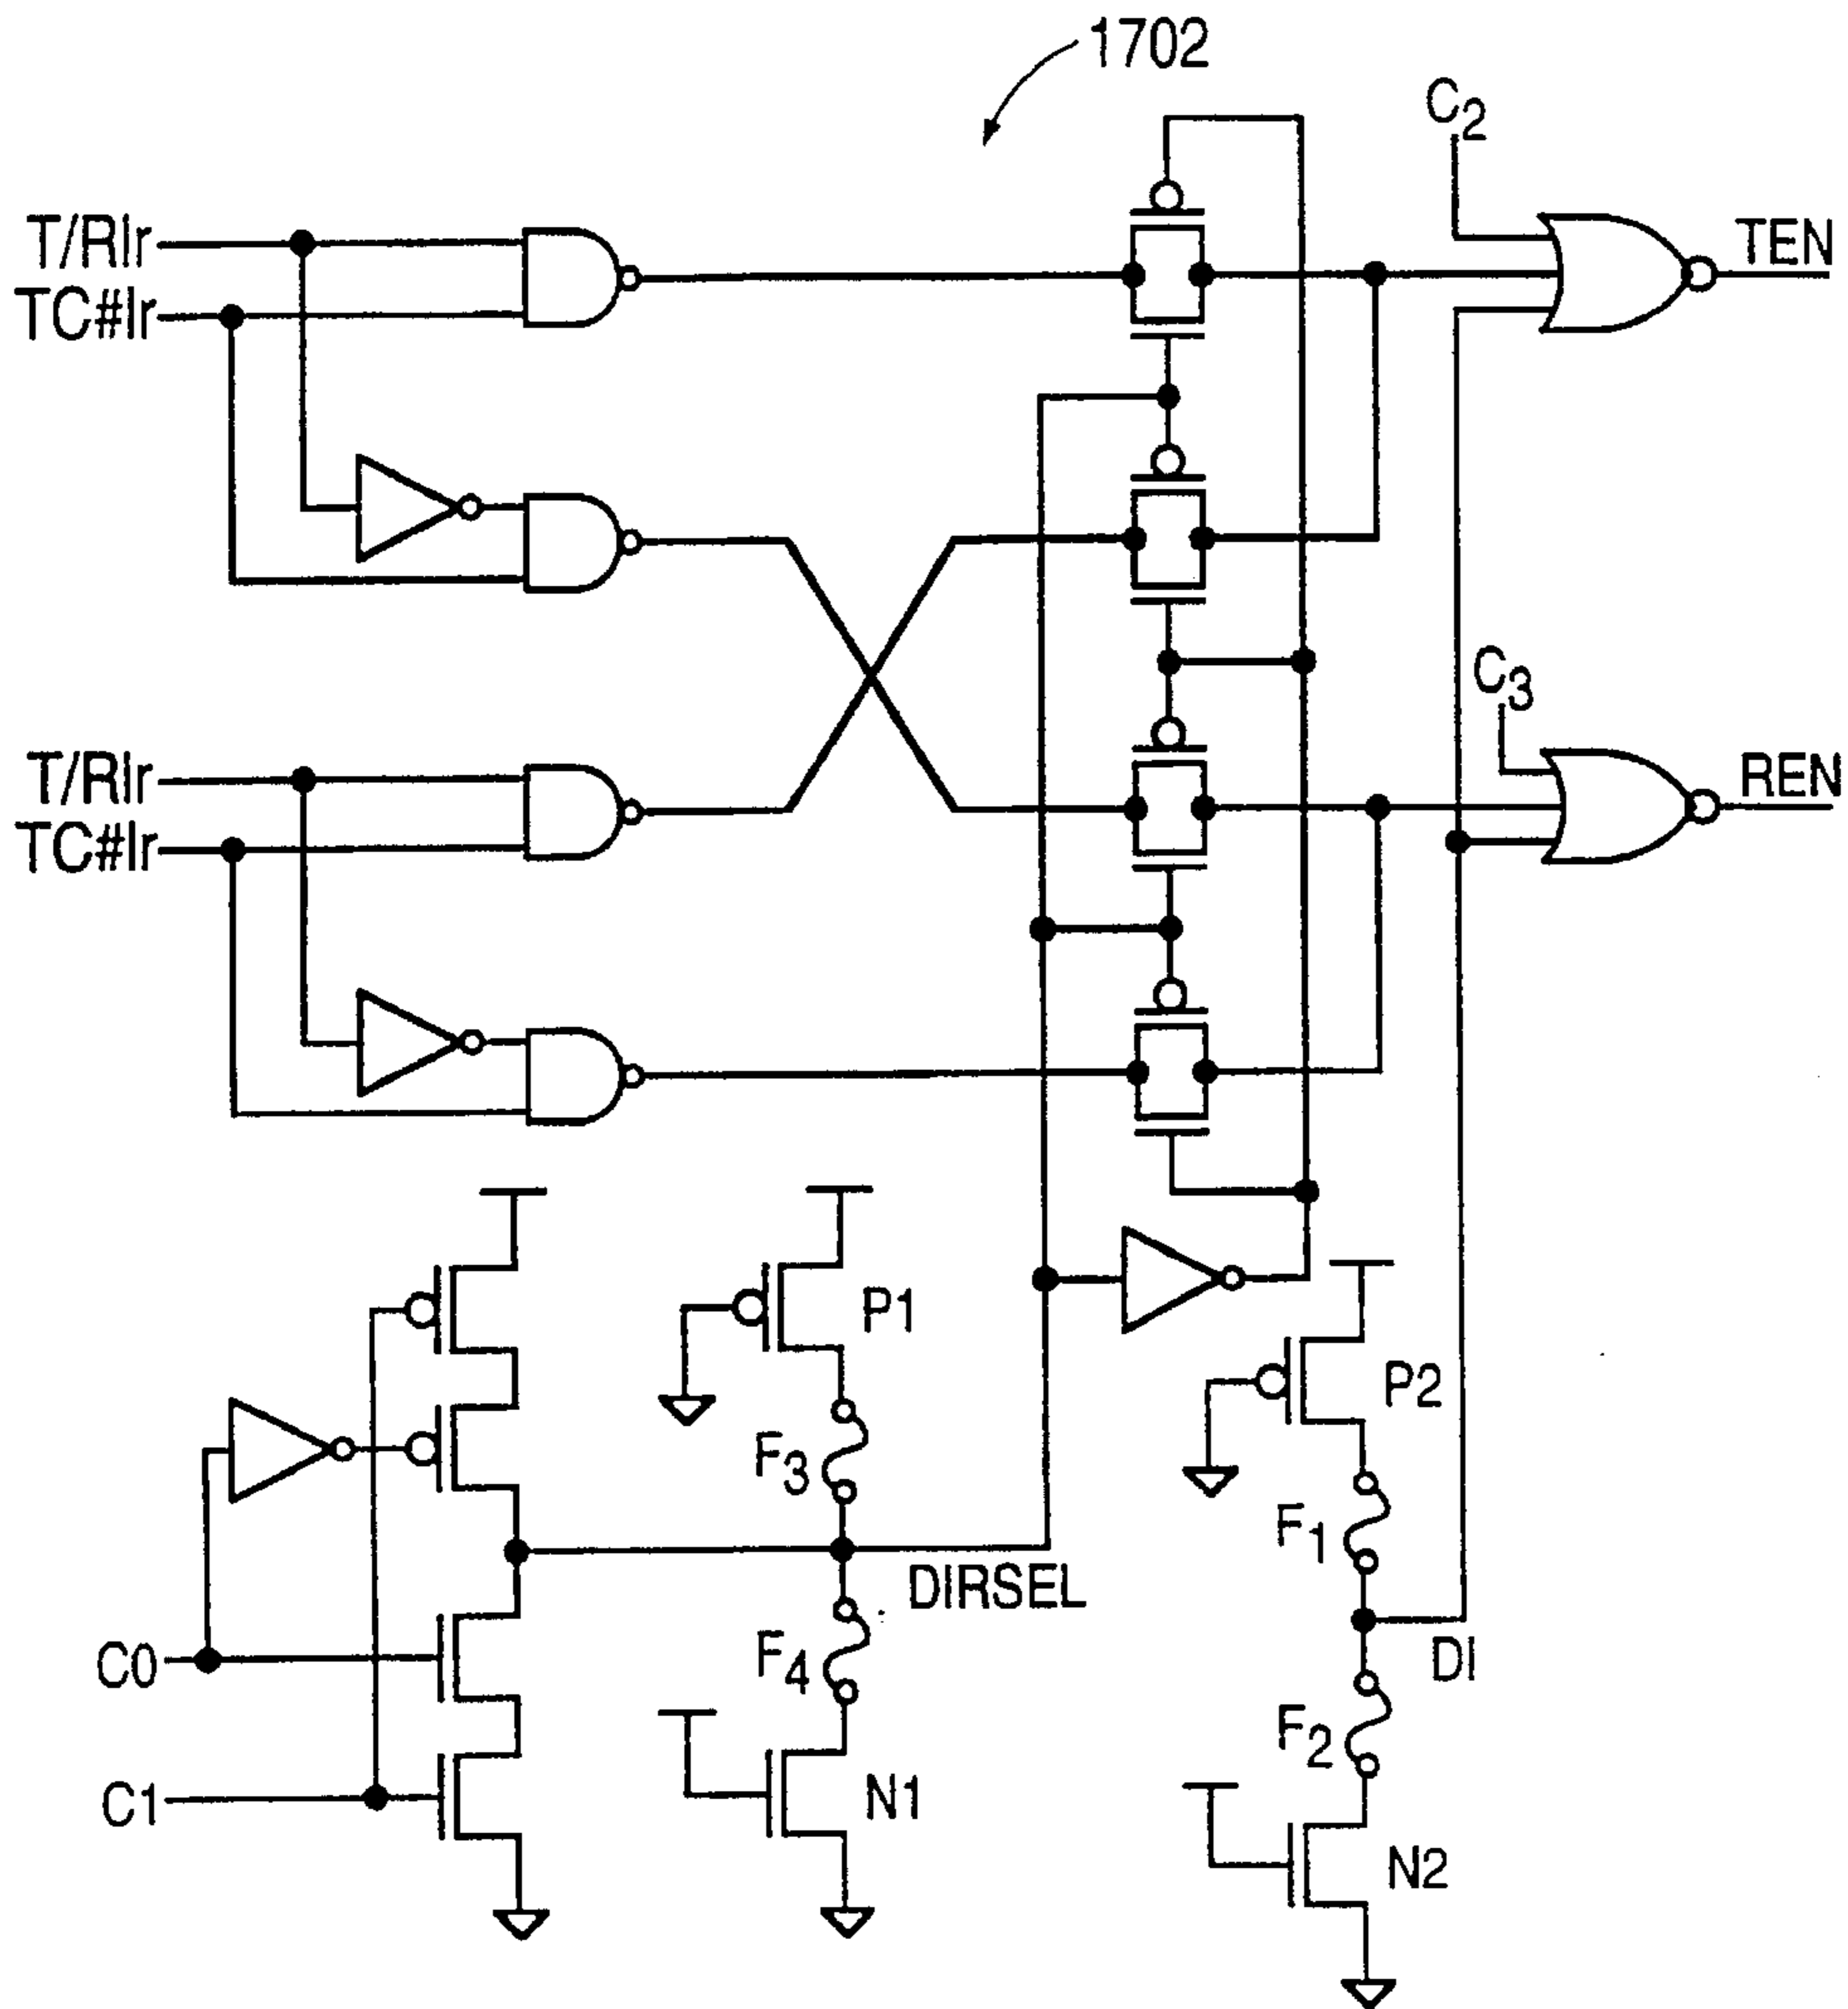 1702
C2
T/RIr
TEN
TC#Ir
C3
T/RIr
REN
TC#Ir
P1
P2
F3
F1
DIRSEL
C0
F4
DI
F2
C1
N1
N2